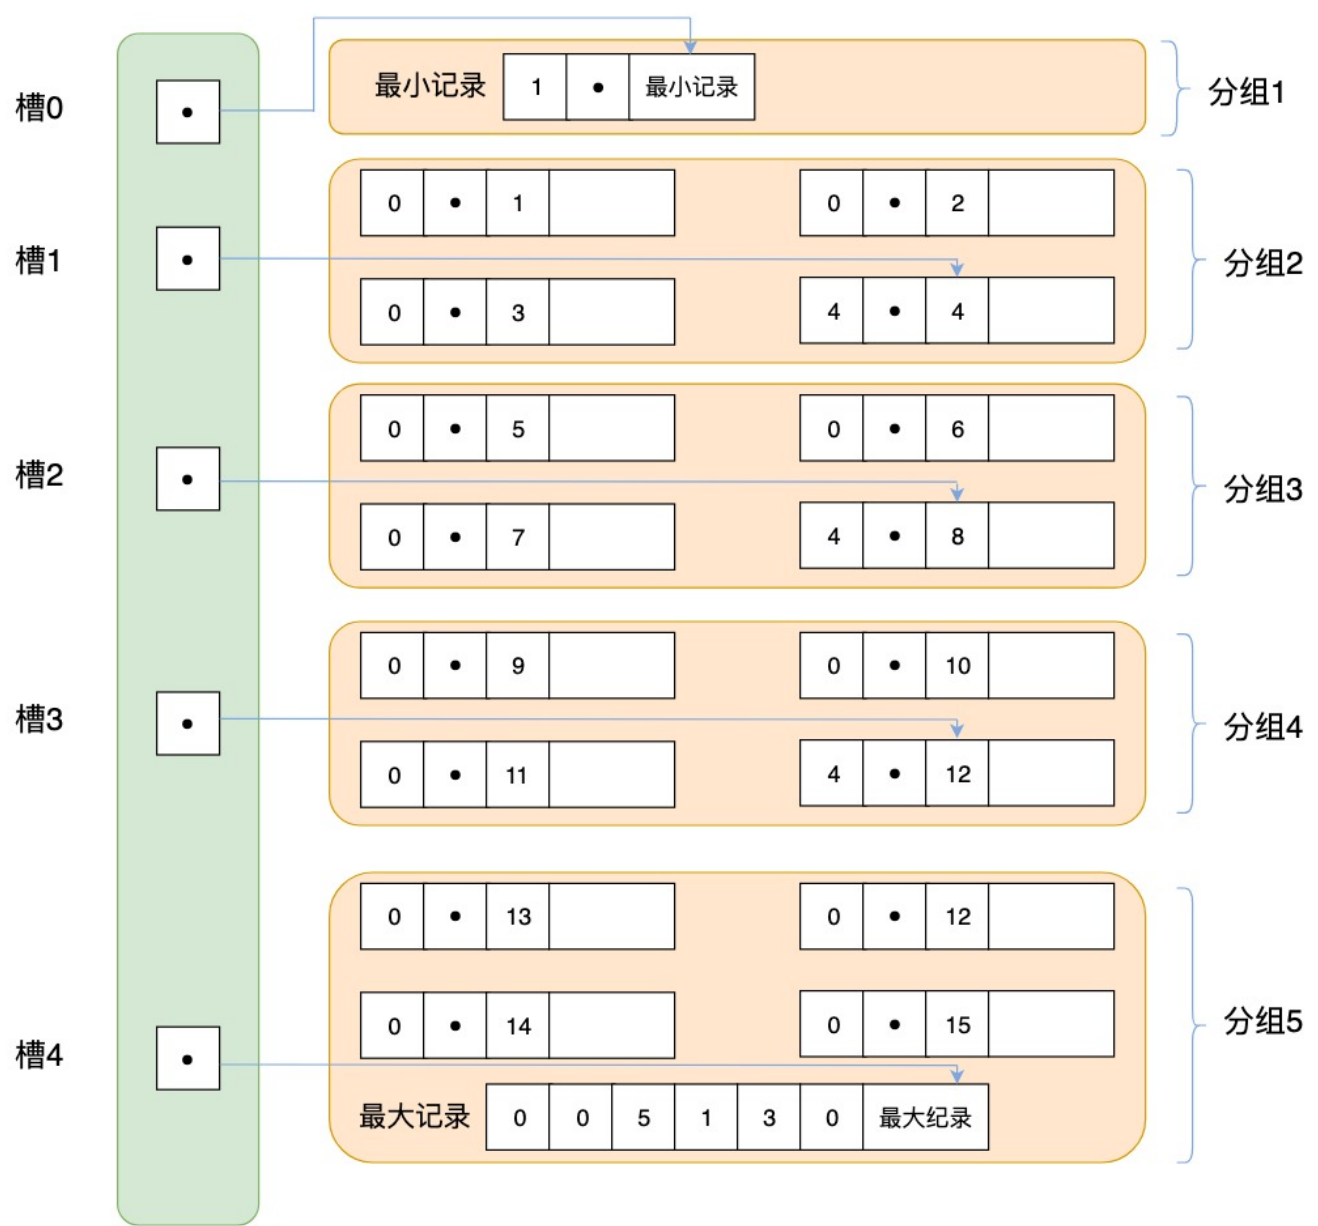 槽0
最小记录 1 • 最小记录
分组1
0 • 1
0 • 2
槽1
分组2
0 • 3
4 • 4
0 • 5
0 • 6
槽2
分组3
0 • 7
4 • 8
0 • 9
0 • 10
槽3
分组4
0 • 11
4 • 12
0 • 13
0 • 12
0 • 14
0 • 15
分组5
槽4
最大记录 0 0 5 1 3 0 最大纪录